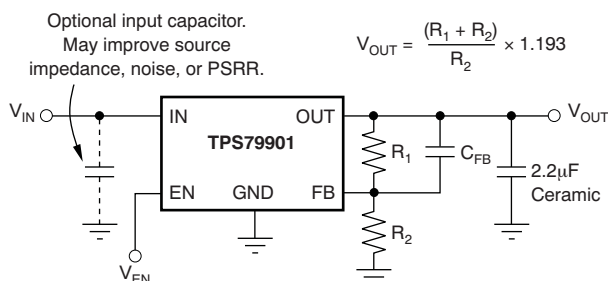 Optional input capacitor.
May improve source
impedance, noise, or PSRR.
V_OUT = (R_1 + R_2) / R_2 × 1.193
V_IN
IN
OUT
V_OUT
TPS79901
R_1
C_FB
2.2μF
Ceramic
EN
GND
FB
R_2
V_EN